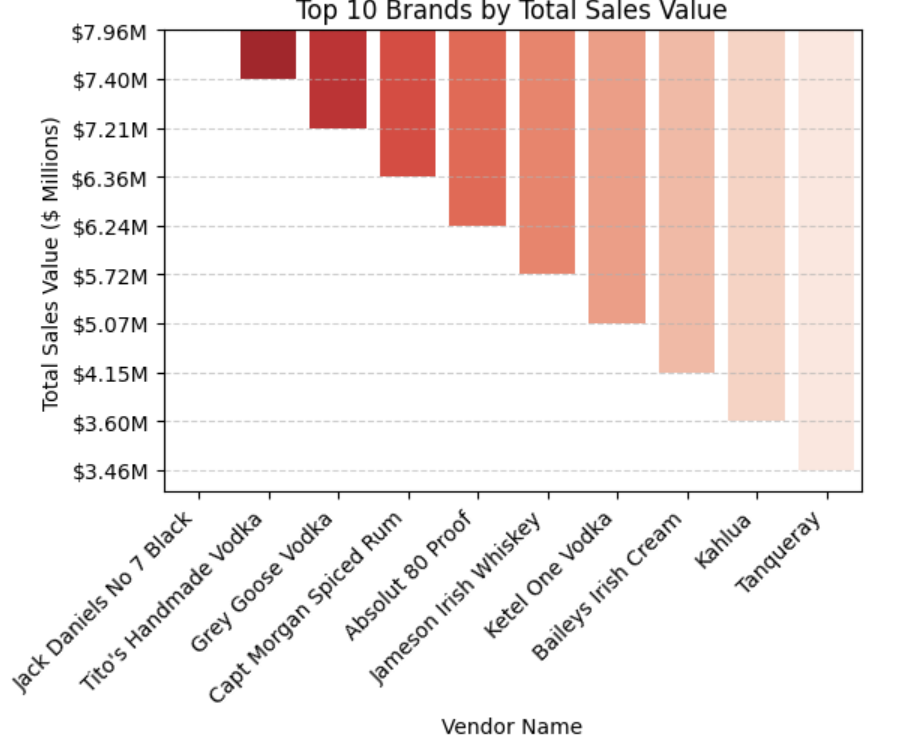 Top 10 Brands by Total Sales Value
Total Sales Value ($ Millions)
$7.96M
$7.40M
$7.21M
$6.36M
$6.24M
$5.72M
$5.07M
$4.15M
$3.60M
$3.46M
Jack Daniels No 7 Black
Tito's Handmade Vodka
Grey Goose Vodka
Capt Morgan Spiced Rum
Absolut 80 Proof
Jameson Irish Whiskey
Ketel One Vodka
Baileys Irish Cream
Kahlua
Tanqueray
Vendor Name